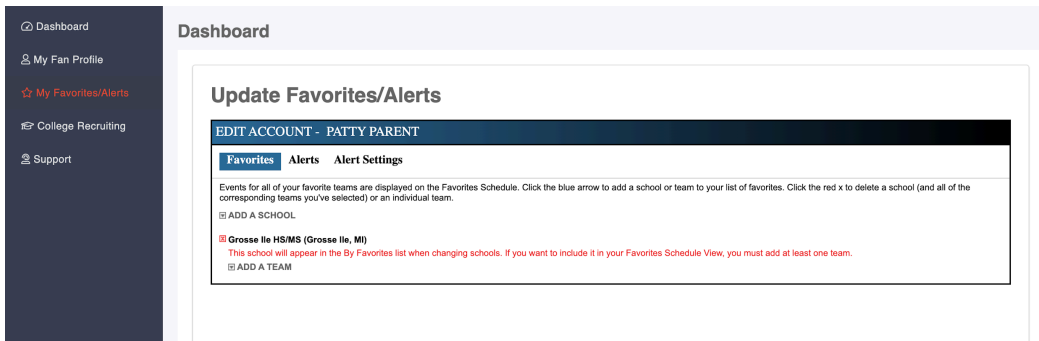 Dashboard
My Fan Profile
My Favorites/Alerts
College Recruiting
Support
Dashboard
Update Favorites/Alerts
EDIT ACCOUNT - PATTY PARENT
Favorites Alerts Alert Settings
Events for all of your favorite teams are displayed on the Favorites Schedule. Click the blue arrow to add a school or team to your list of favorites. Click the red x to delete a school (and all of the
corresponding teams you've selected) or an individual team.
ADD A SCHOOL
Grosse Ile HS/MS (Grosse Ile, MI)
This school will appear in the By Favorites list when changing schools. If you want to include it in your Favorites Schedule View, you must add at least one team.
ADD A TEAM